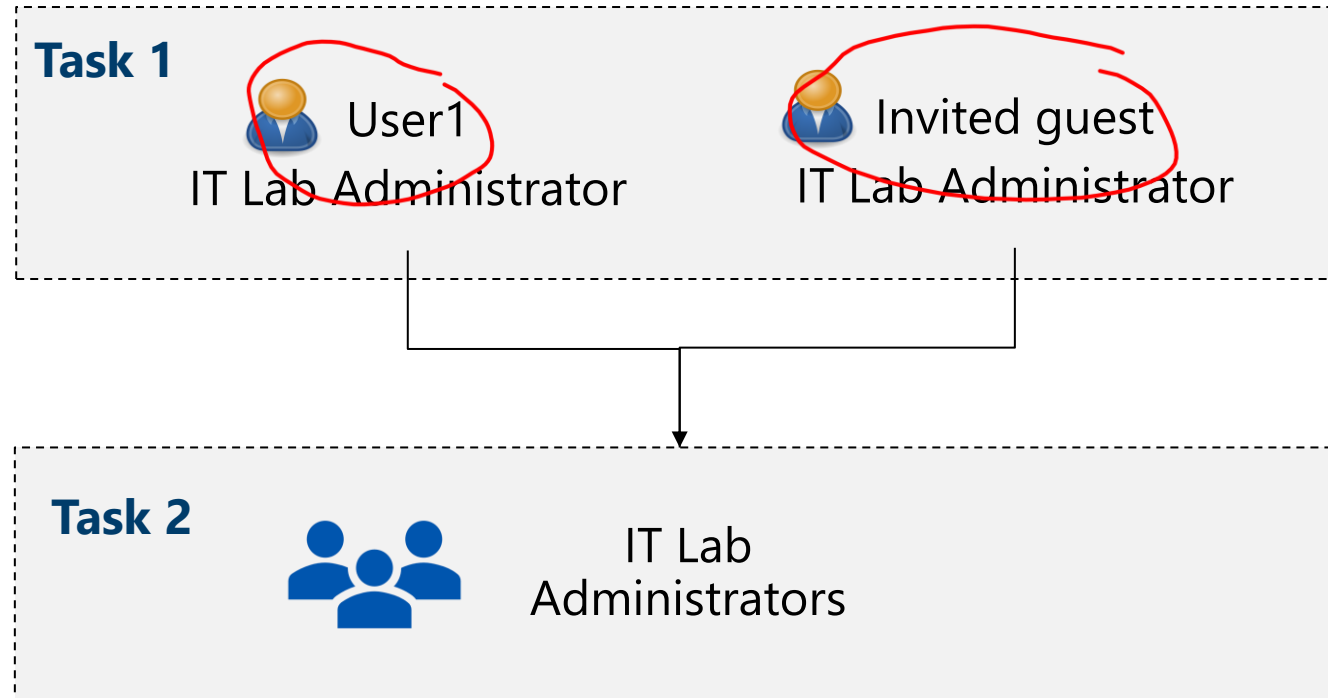 Task 1
User1
IT Lab Administrator
Invited guest
IT Lab Administrator
Task 2
IT Lab
Administrators